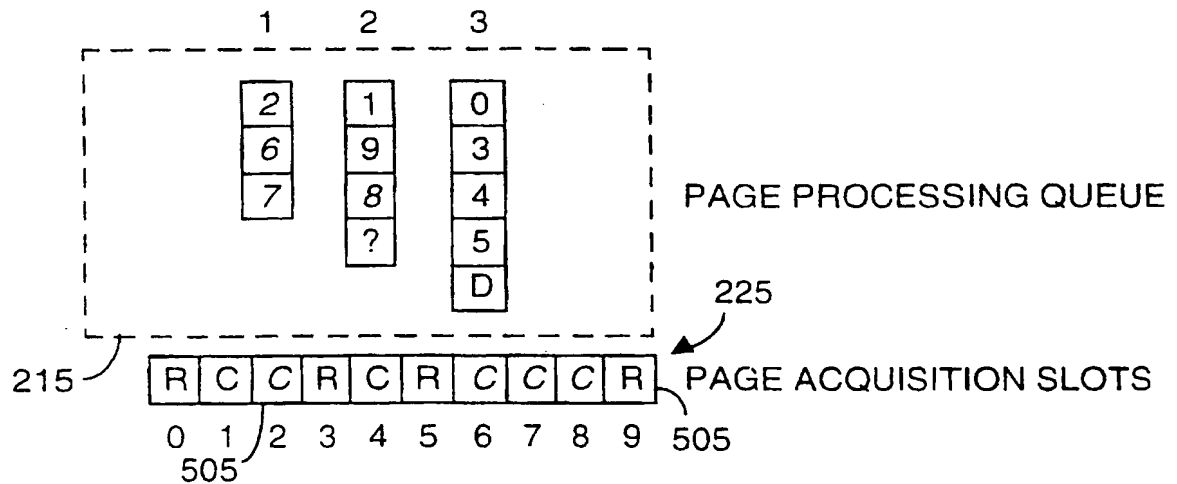 1 2 3
2 1 0
6 9 3
7 8 4 PAGE PROCESSING QUEUE
? 5
D
225
215 R C C R C R C C C R PAGE ACQUISITION SLOTS
0 1 2 3 4 5 6 7 8 9 505
505